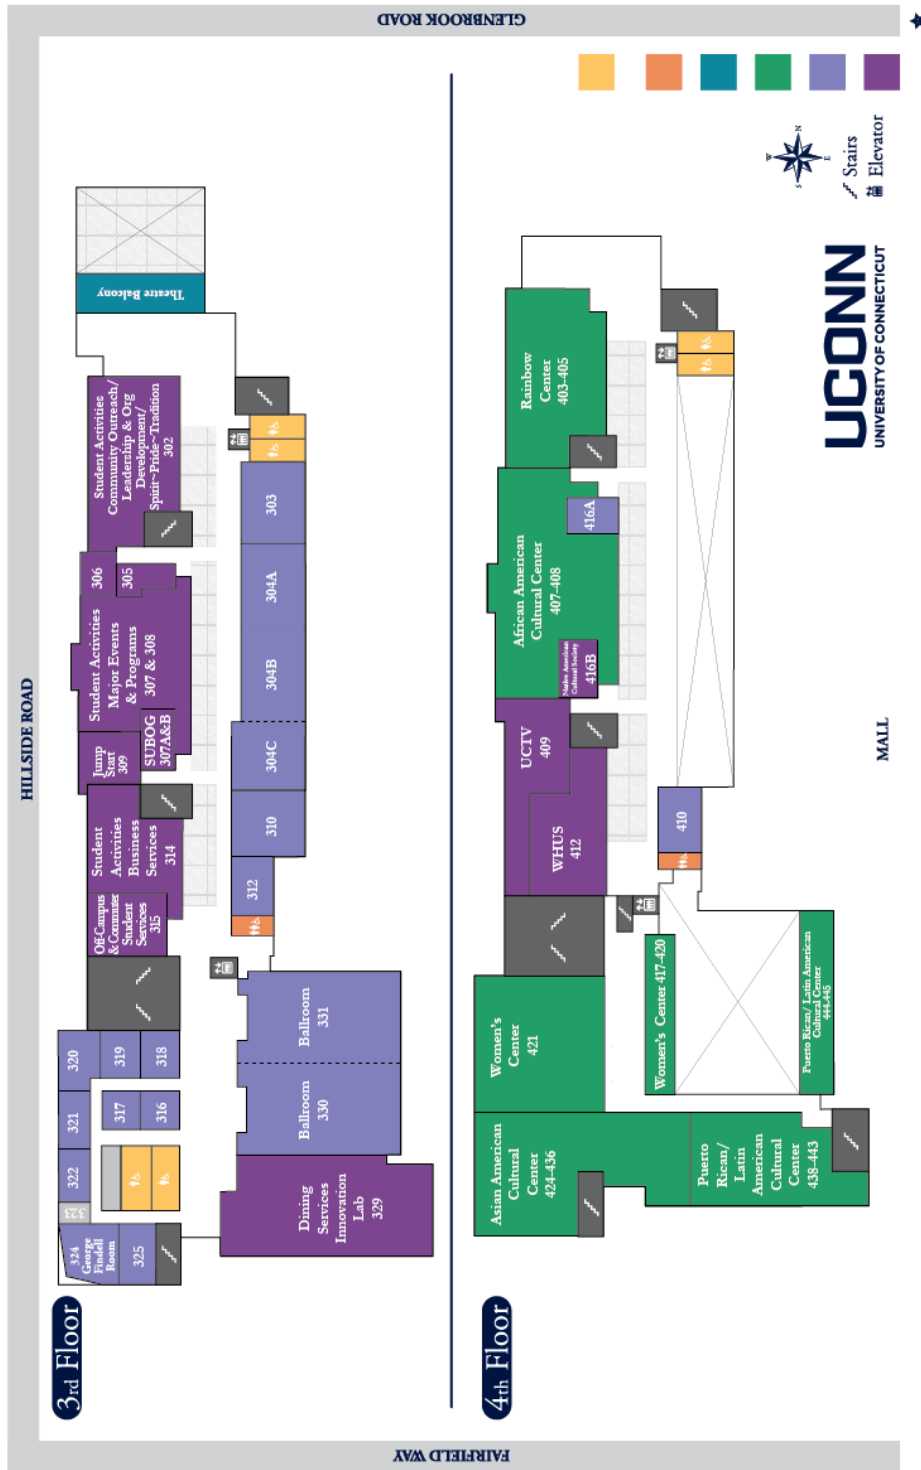 GLENBROOK ROAD
HILLSIDE ROAD
FAIRFIELD WAY
MALL
3rd Floor
324
George
Findell
Room
325
323
322
321
320
319
318
317
316
Dining
Services
Innovation
Lab
329
Ballroom
330
Ballroom
331
Off-Campus
& Commuter
Student
Services
315
Student
Activities
Business
Services
314
312
310
Jump
Start
309
SUBOG
307A&B
Student Activities
Major Events
& Programs
307 & 308
306
305
304C
304B
304A
303
Student Activities
Community Outreach/
Leadership & Org
Development/
Spirit~Pride~Tradition
302
Theatre Balcony
4th Floor
Asian American
Cultural
Center
424-436
Puerto
Rican/
Latin
American
Cultural
Center
438-443
Women's
Center
421
Women's Center 417-420
Puerto Rican/ Latin American
Cultural Center
444-445
WHUS
412
UCTV
409
410
Native American
Cultural Society
416B
African American
Cultural Center
407-408
416A
Rainbow
Center
403-405
UCONN
UNIVERSITY OF CONNECTICUT
N
E
S
W
Stairs
Elevator